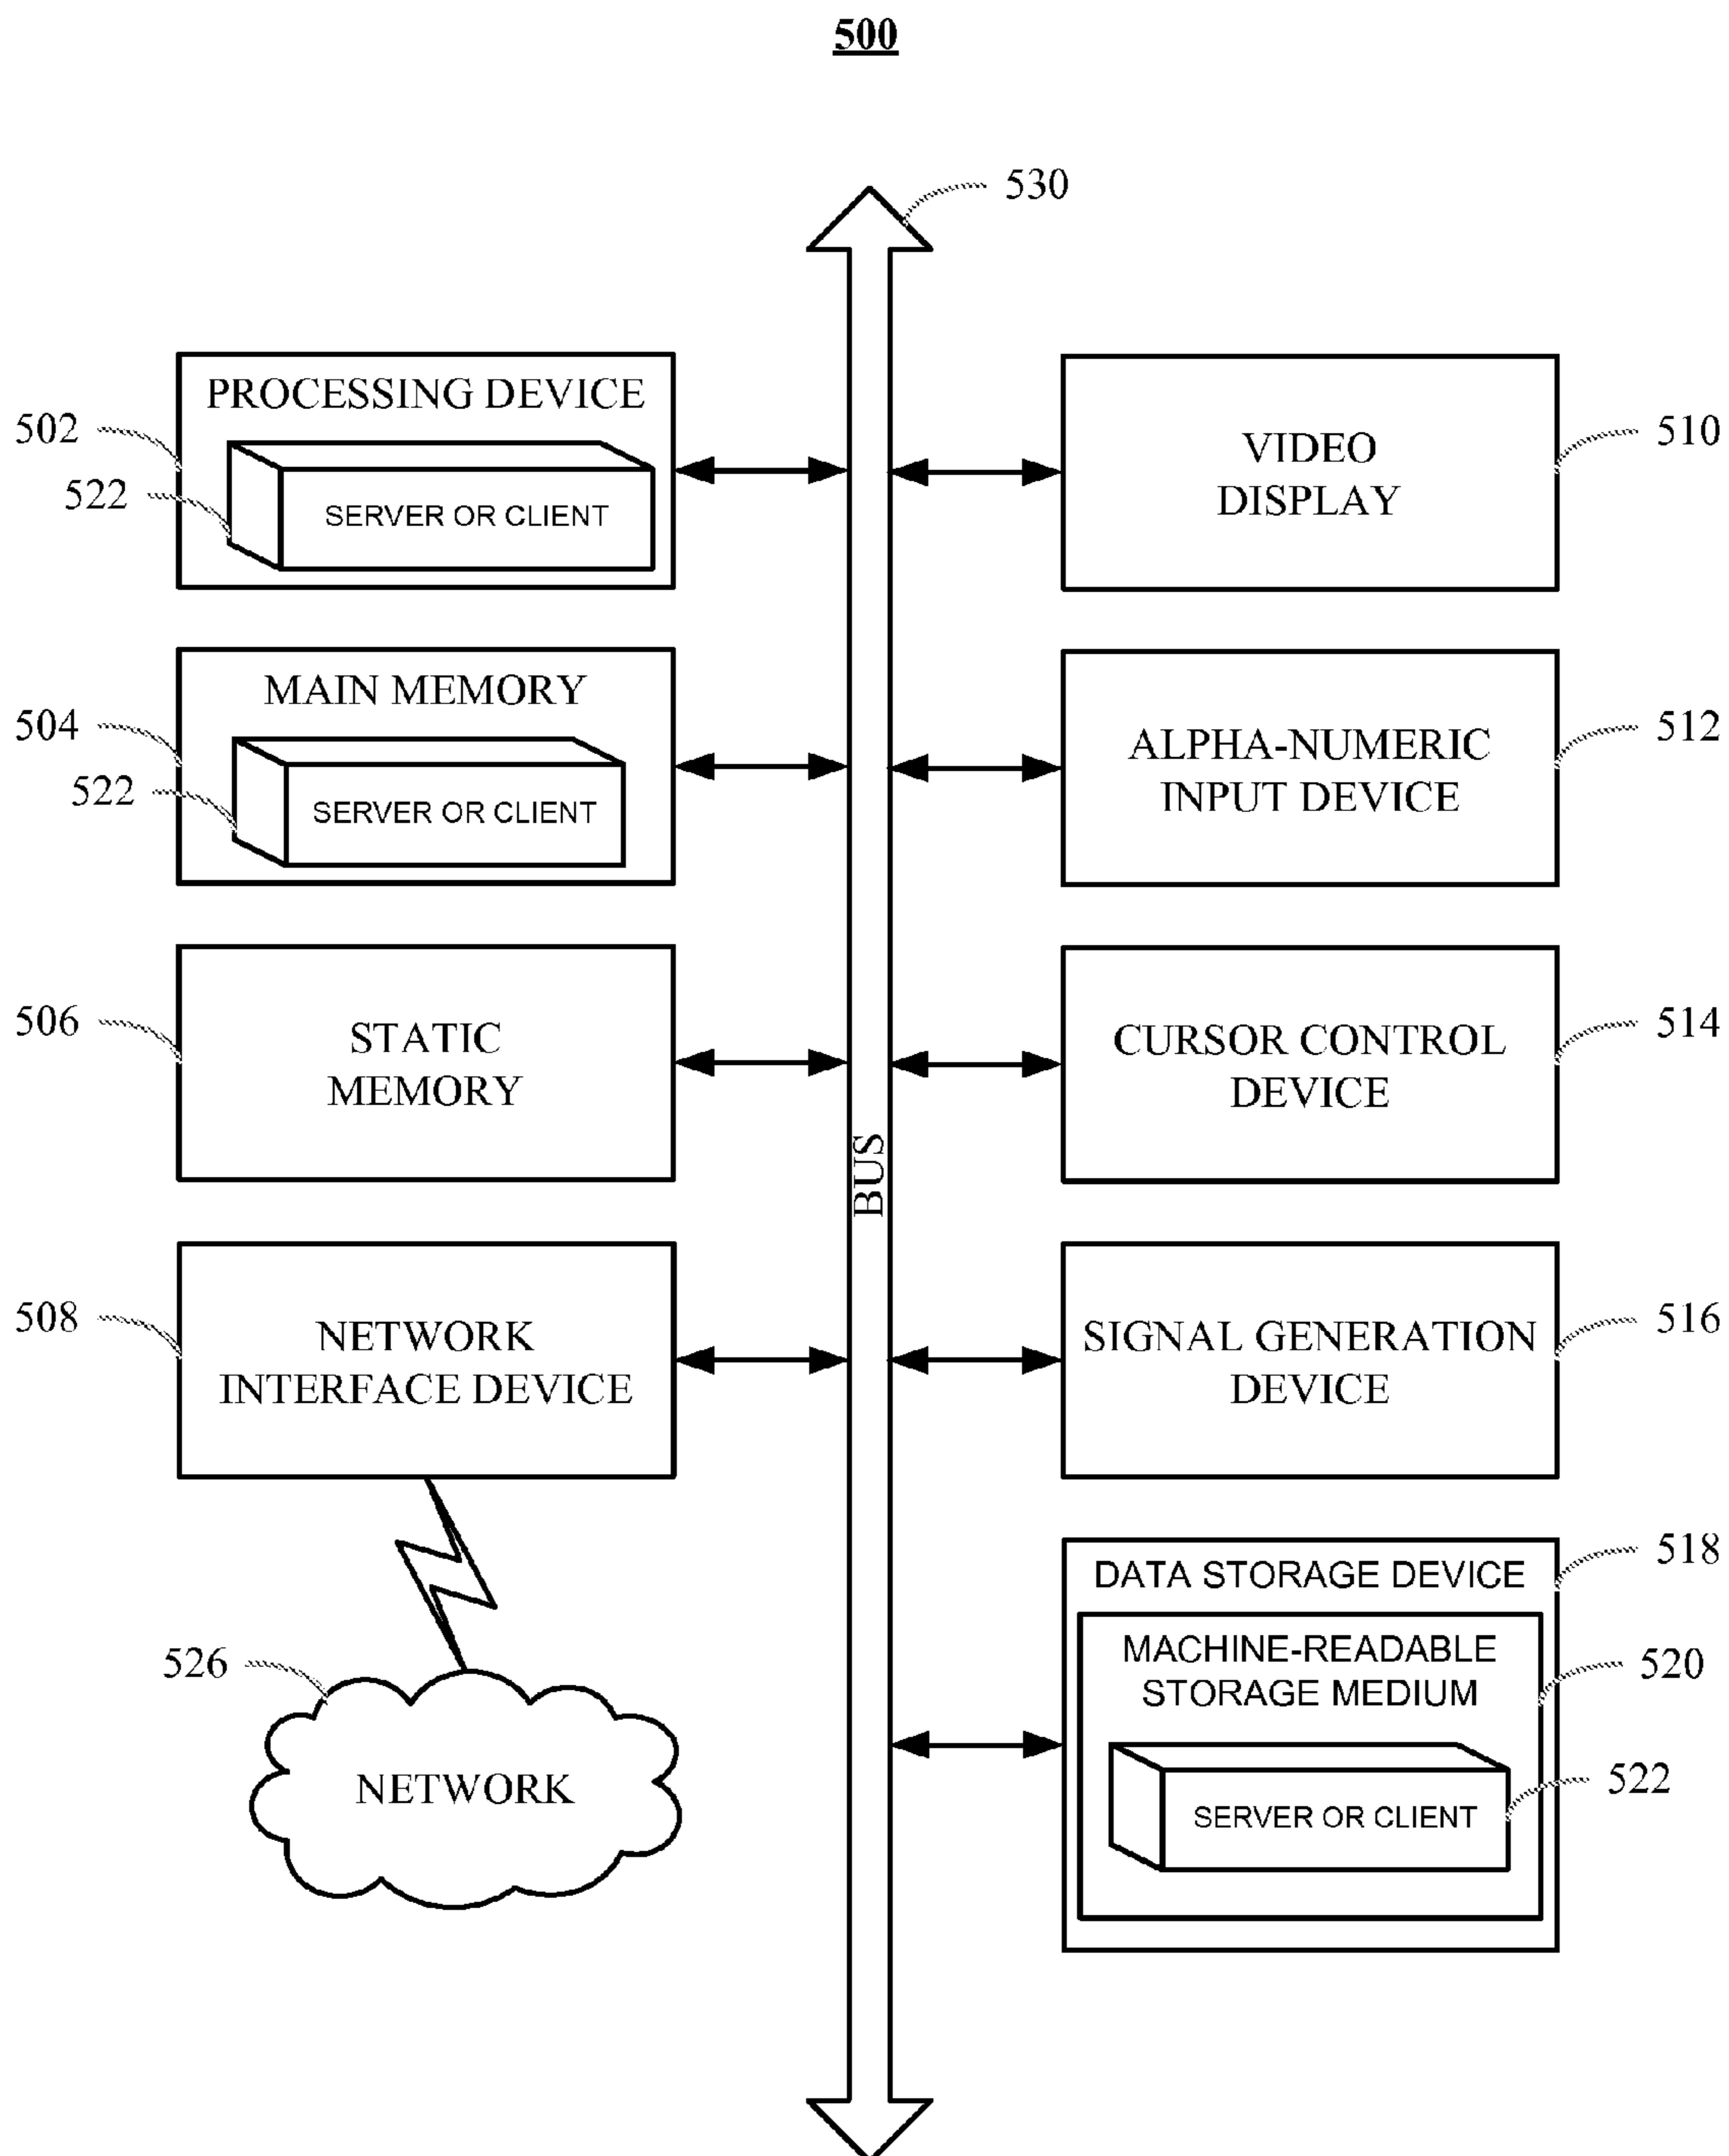 500
530
PROCESSING DEVICE
502
522
SERVER OR CLIENT
VIDEO
DISPLAY
510
MAIN MEMORY
504
522
SERVER OR CLIENT
ALPHA-NUMERIC
INPUT DEVICE
512
506
STATIC
MEMORY
CURSOR CONTROL
DEVICE
514
BUS
508
NETWORK
INTERFACE DEVICE
SIGNAL GENERATION
DEVICE
516
518
DATA STORAGE DEVICE
MACHINE-READABLE
STORAGE MEDIUM
520
SERVER OR CLIENT
522
526
NETWORK